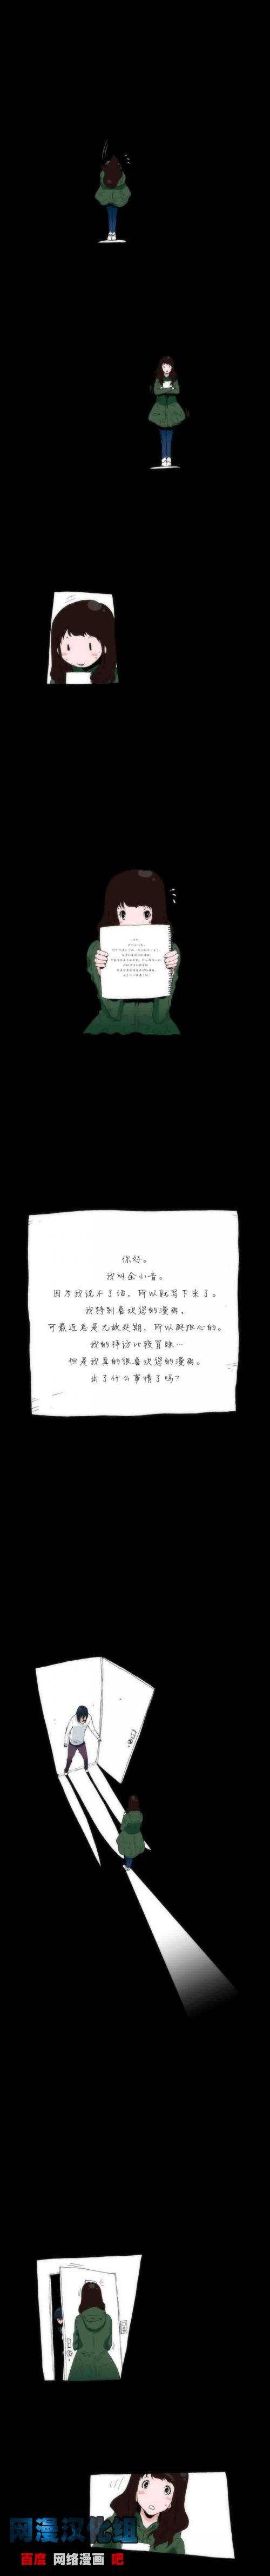 你好。
我叫金小音。
因为我说不了话，所以就写下来了。
我特别喜欢您的漫画，
可最近总是无故延期，所以挺担心的。
我的拜访比较冒昧…
但是我真的很喜欢您的漫画。
出了什么事情了吗？
网漫汉化组
百度 网络漫画 吧